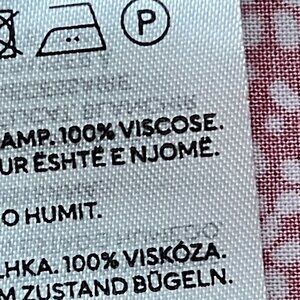 P
AMP. 100% VISCOSE.
UR ËSHTË E NJOMË.
O HUMIT.
LHKA. 100% VISKÓZA.
M ZUSTAND BÜGELN.